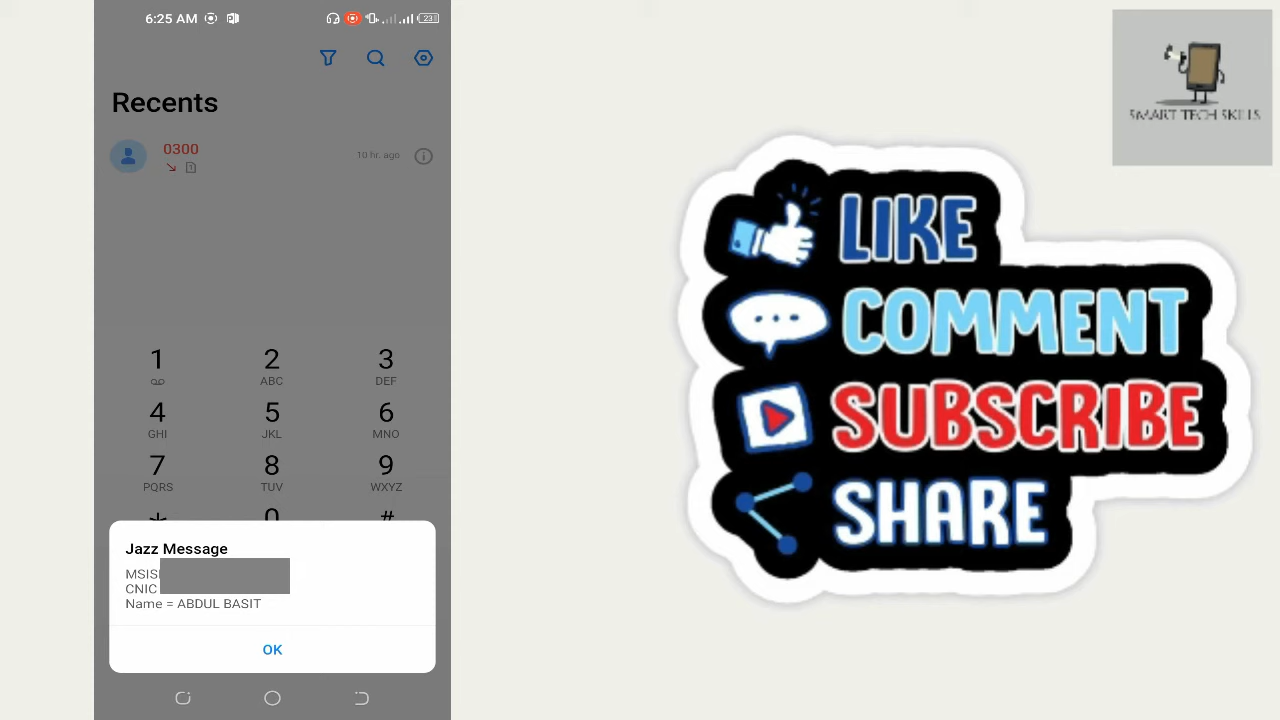 6:25 AM
23
Recents
0300
10 hr. ago
1
2
3
ABC
DEF
4
5
6
GHI
JKL
MNO
7
8
9
PQRS
TUV
WXYZ
*
0
#
Jazz Message
MSIS
CNIC
Name = ABDUL BASIT
OK
LIKE
COMMENT
SUBSCRIBE
SHARE
SMART TECH SKILLS